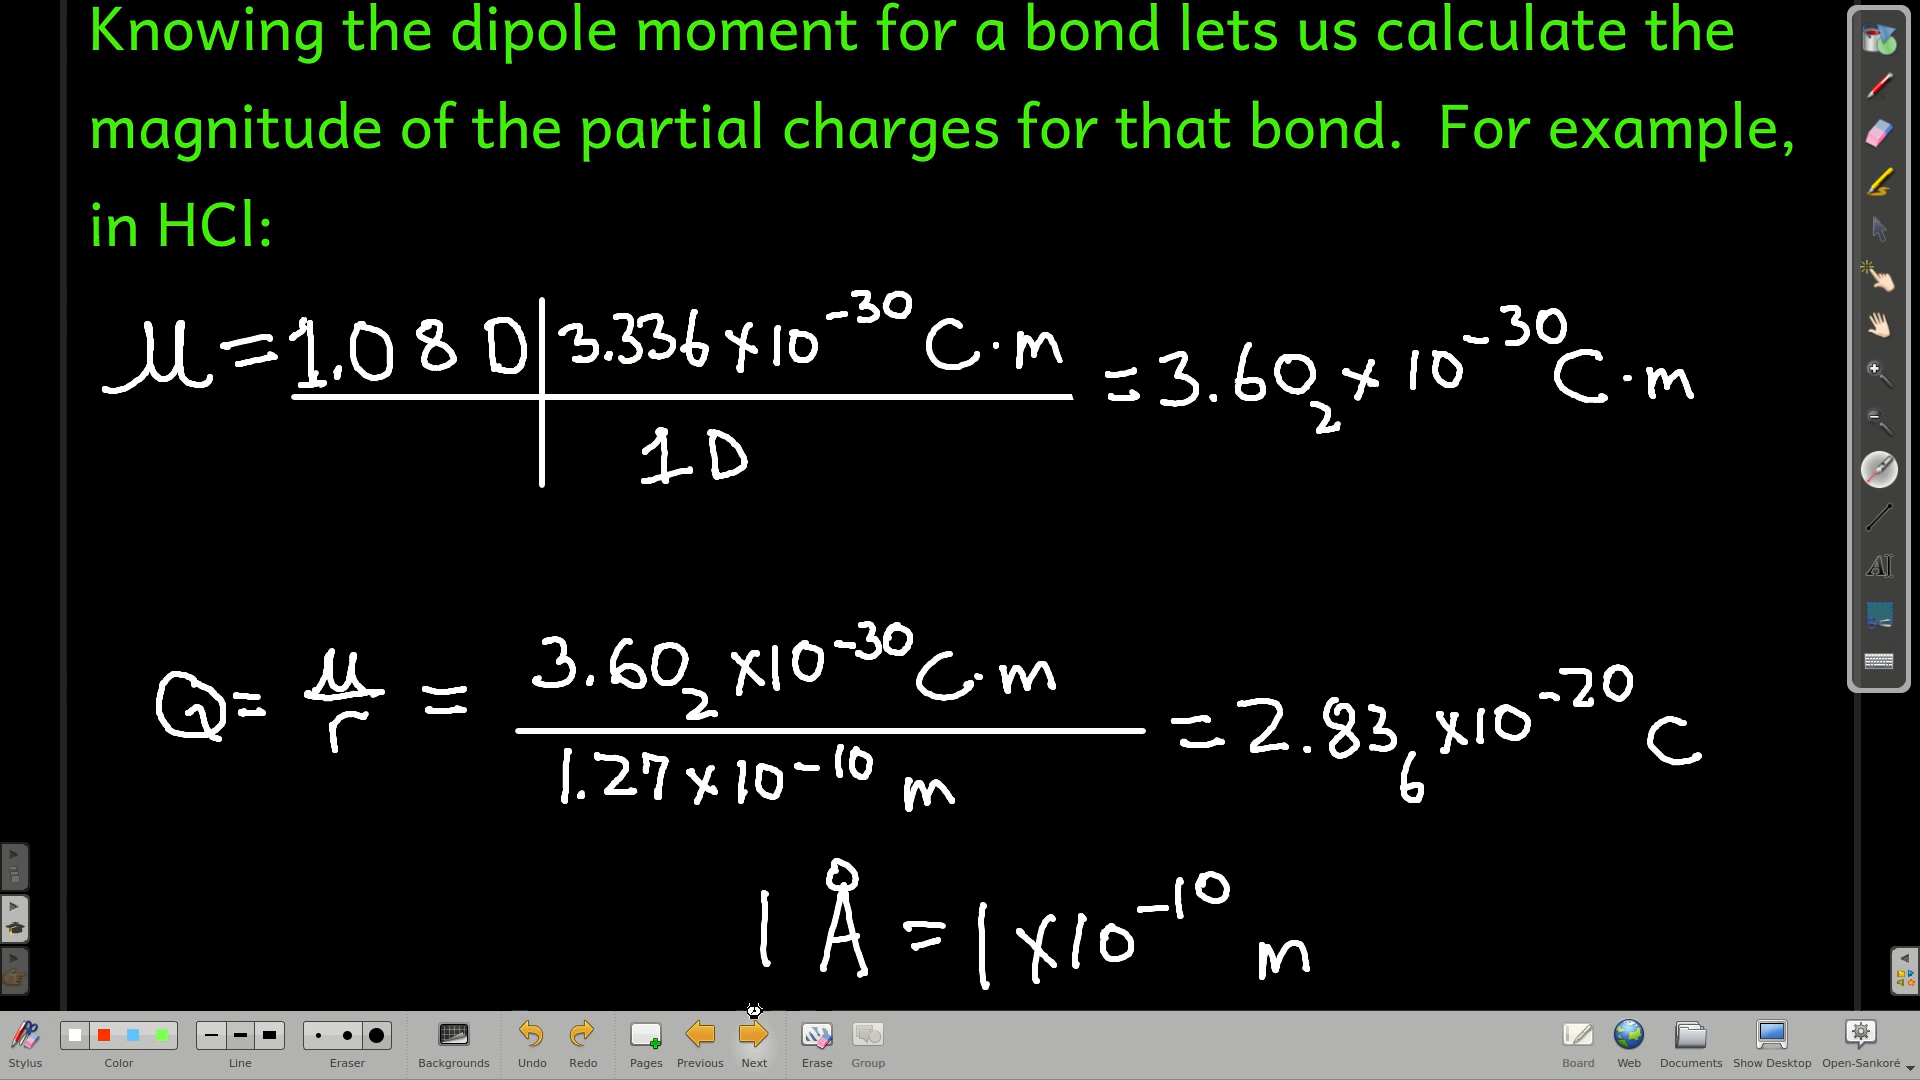 Knowing the dipole moment for a bond lets us calculate the
magnitude of the partial charges for that bond. For example,
in HCl:
μ = 1.08 D | 3.336 x 10⁻³⁰ C·m = 3.60₂ x 10⁻³⁰ C·m
1 D
Q = μ/r = 3.60₂ x 10⁻³⁰ C·m / 1.27 x 10⁻¹⁰ m = 2.83₆ x 10⁻²⁰ C
1 Å = 1 x 10⁻¹⁰ m
AI
Stylus Color Line Eraser Backgrounds Undo Redo Pages Previous Next Erase Group Board Web Documents Show Desktop Open-Sankoré